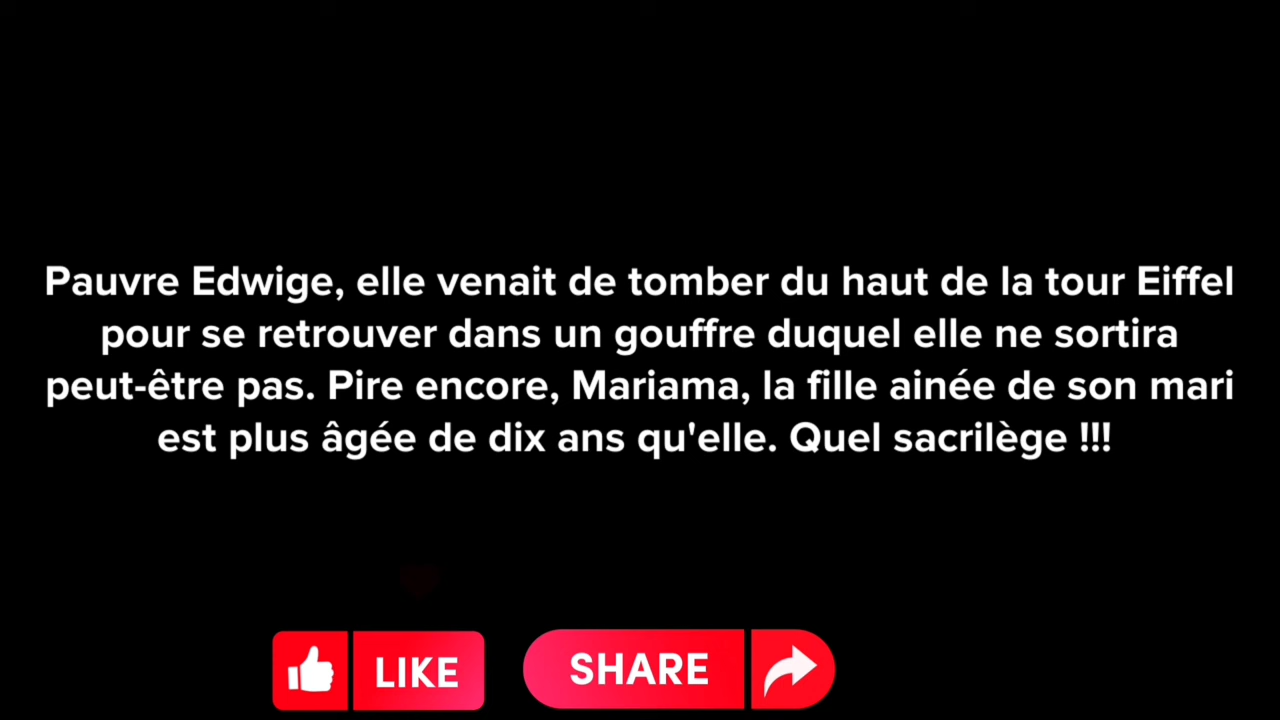 Pauvre Edwige, elle venait de tomber du haut de la tour Eiffel
pour se retrouver dans un gouffre duquel elle ne sortira
peut-être pas. Pire encore, Mariama, la fille ainée de son mari
est plus âgée de dix ans qu'elle. Quel sacrilège !!!
LIKE SHARE